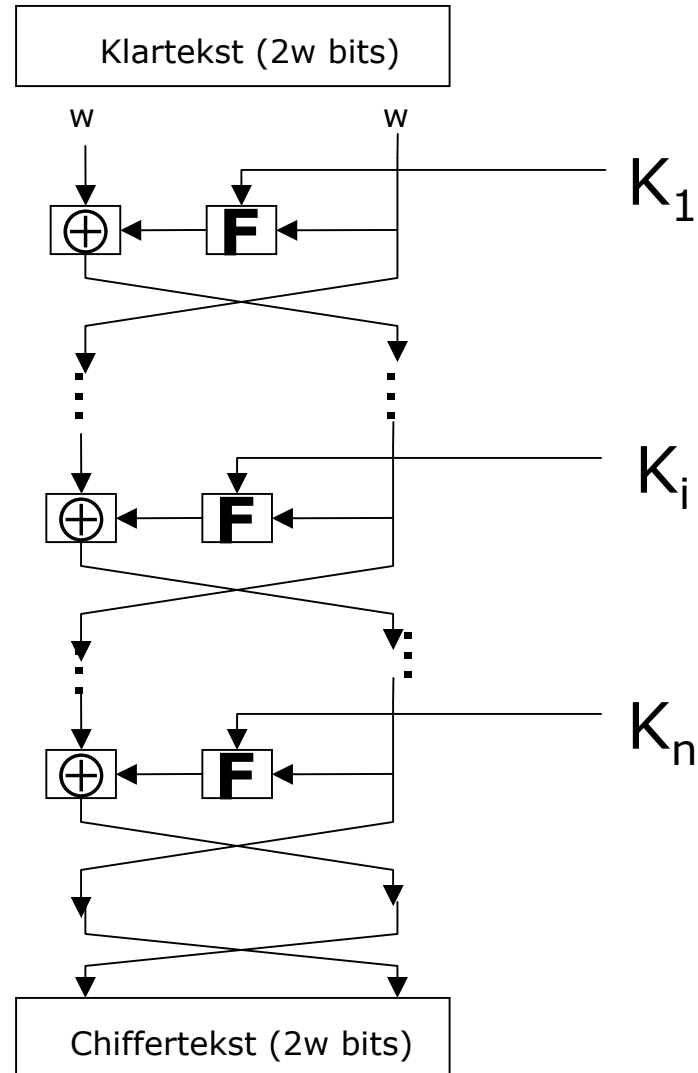 Klartekst (2w bits)
w w
K₁
F
Kᵢ
F
Kₙ
F
Chiffertekst (2w bits)